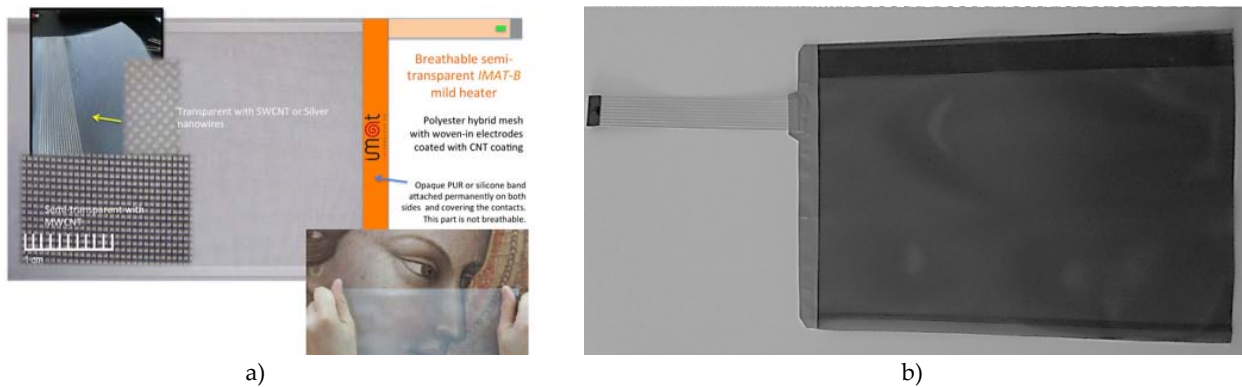 Transparent with SWCNT or Silver
nanowires
Semi-transparent with
MWCNT
1 cm
umat
Breathable semi-
transparent IMAT-B
mild heater
Polyester hybrid mesh
with woven-in electrodes
coated with CNT coating
Opaque PUR or silicone band
attached permanently on both
sides and covering the contacts.
This part is not breathable.
a)
b)